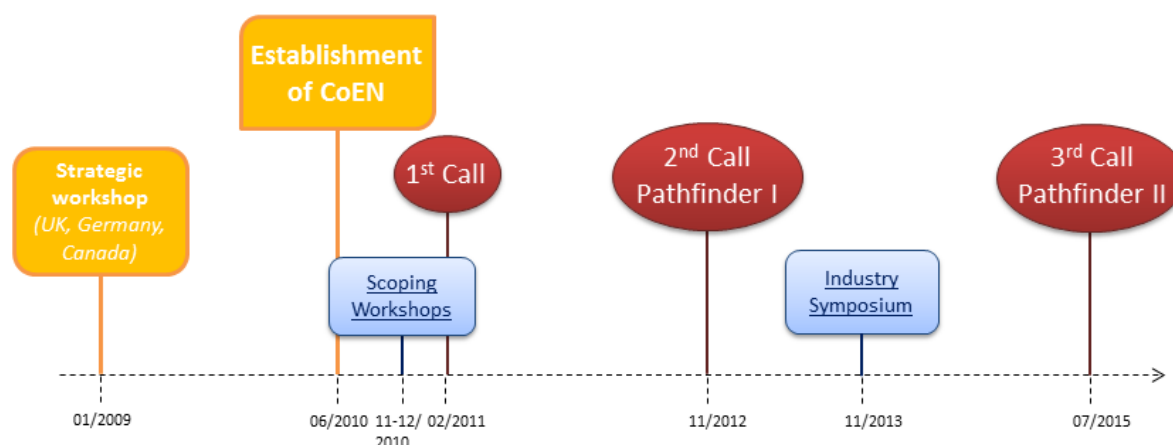 Establishment
of CoEN
Strategic
workshop
(UK, Germany,
Canada)
1st Call
2nd Call
Pathfinder I
3rd Call
Pathfinder II
Scoping
Workshops
Industry
Symposium
01/2009
06/2010
11-12/
2010
02/2011
11/2012
11/2013
07/2015